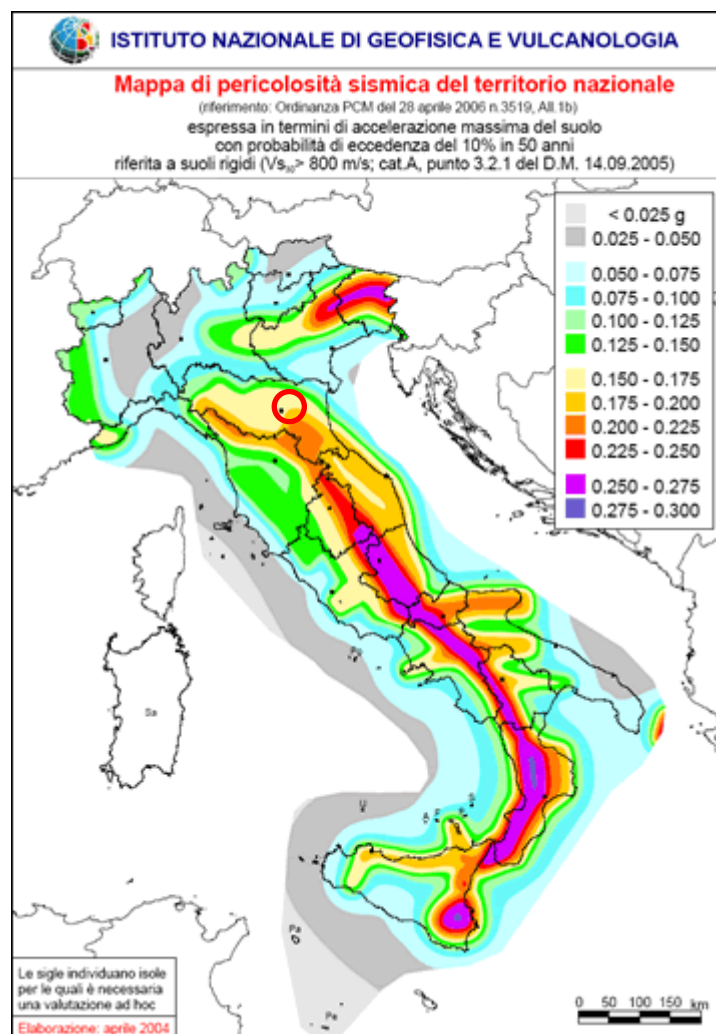 ISTITUTO NAZIONALE DI GEOFISICA E VULCANOLOGIA
Mappa di pericolosità sismica del territorio nazionale
(riferimento: Ordinanza PCM del 28 aprile 2006 n.3519, All.1b)
espressa in termini di accelerazione massima del suolo
con probabilità di eccedenza del 10% in 50 anni
riferita a suoli rigidi (Vs₃₀> 800 m/s; cat.A, punto 3.2.1 del D.M. 14.09.2005)
< 0.025 g
0.025 - 0.050
0.050 - 0.075
0.075 - 0.100
0.100 - 0.125
0.125 - 0.150
0.150 - 0.175
0.175 - 0.200
0.200 - 0.225
0.225 - 0.250
0.250 - 0.275
0.275 - 0.300
Sa
U
A
F
S
Pa
Pe
Le sigle individuano isole
per le quali è necessaria
una valutazione ad hoc
Elaborazione: aprile 2004
0 50 100 150 200
km